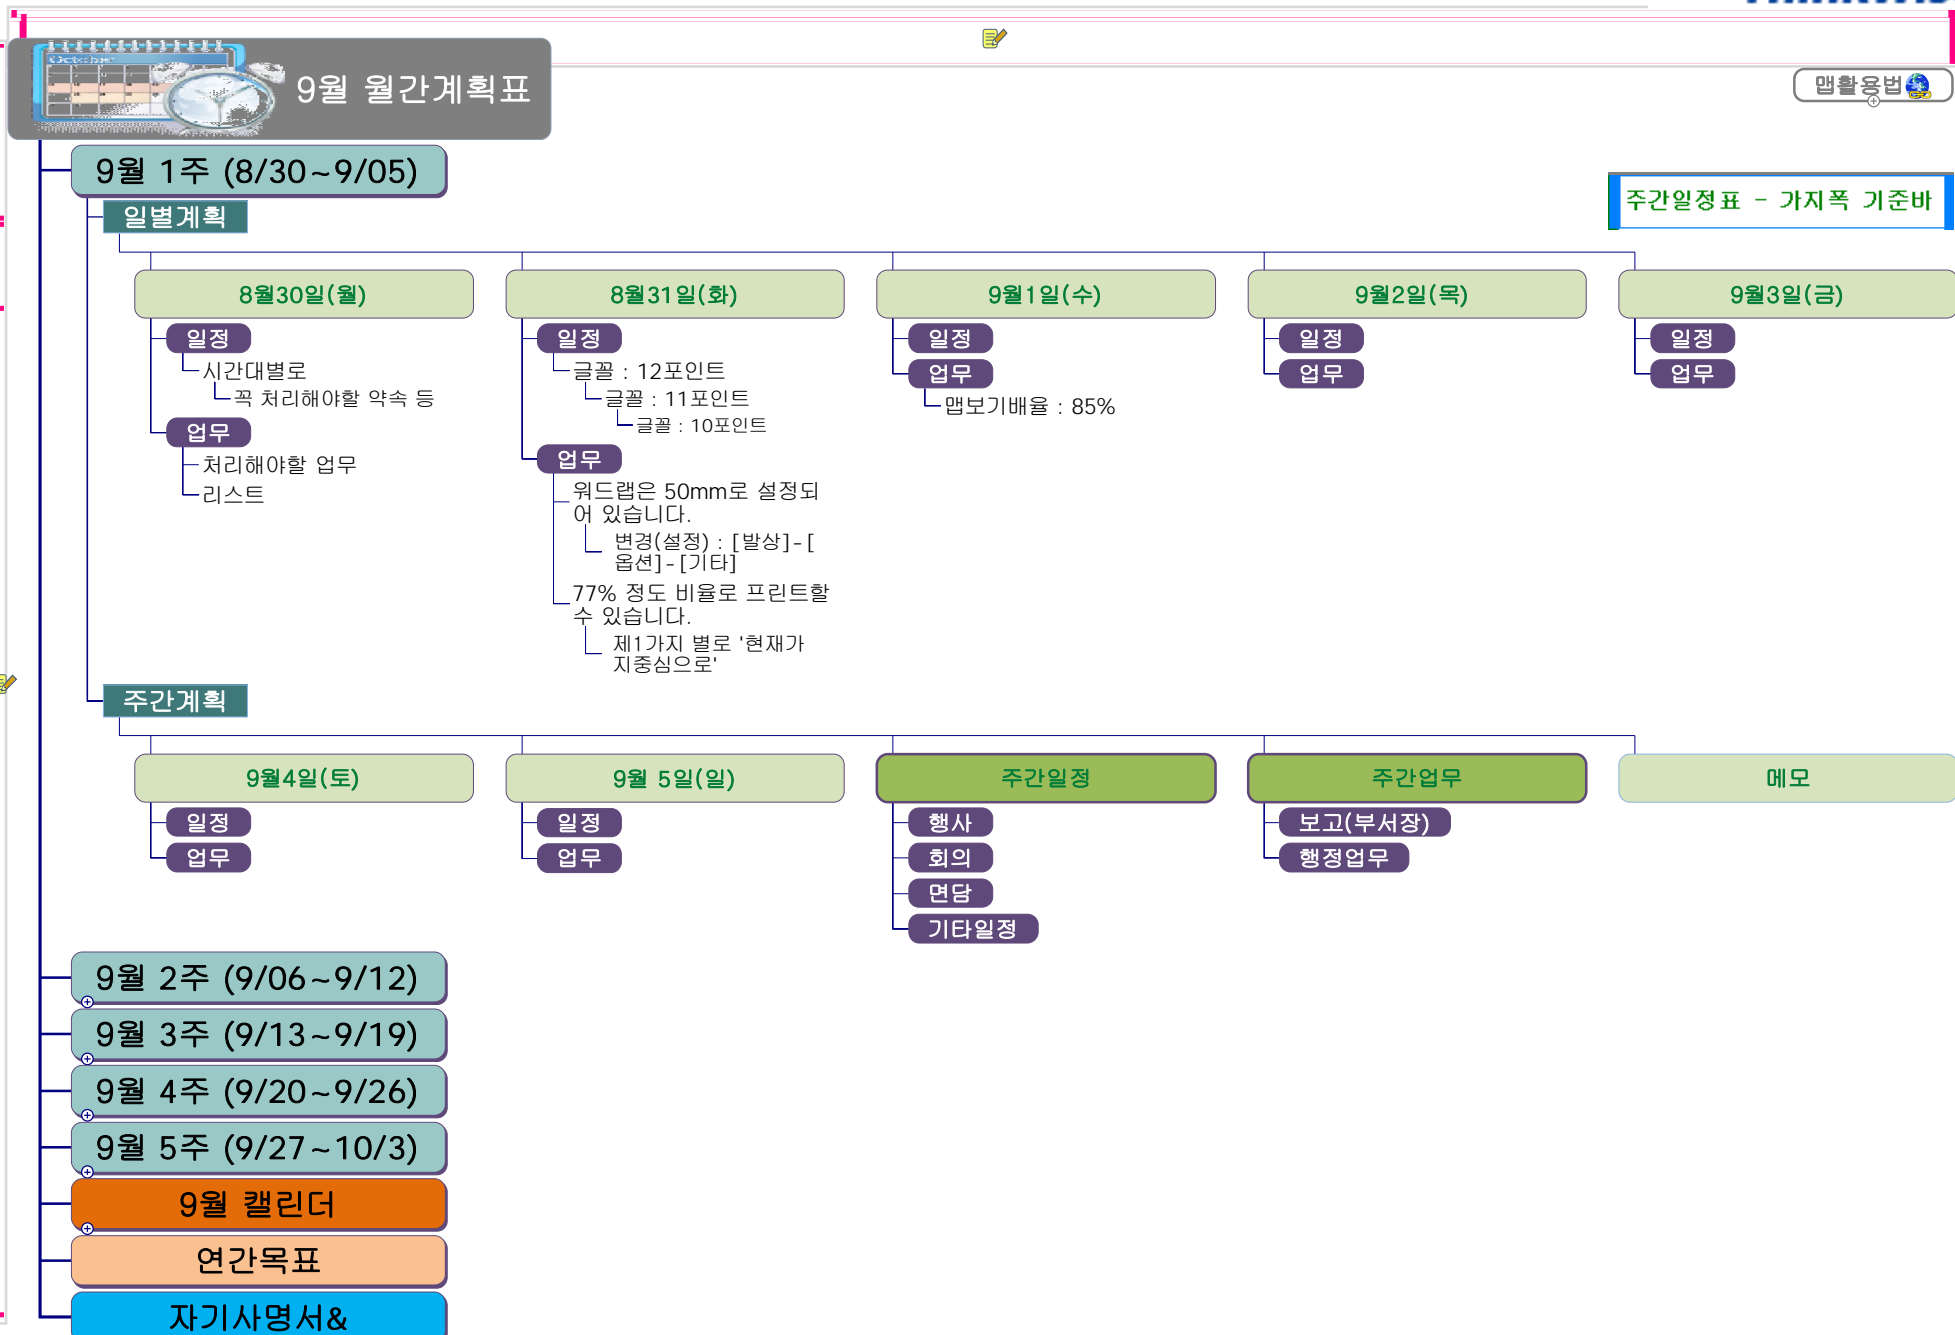 October
9월 월간계획표
맵활용법
9월 1주 (8/30~9/05)
주간일정표 - 가지폭 기준바
일별계획
8월30일(월)
일정
시간대별로
꼭 처리해야할 약속 등
업무
처리해야할 업무
리스트
8월31일(화)
일정
글꼴 : 12포인트
글꼴 : 11포인트
글꼴 : 10포인트
업무
워드랩은 50mm로 설정되
어 있습니다.
변경(설정) : [발상]-[
옵션]-[기타]
77% 정도 비율로 프린트할
수 있습니다.
제1가지 별로 '현재가
지중심으로'
9월1일(수)
일정
업무
맵보기배율 : 85%
9월2일(목)
일정
업무
9월3일(금)
일정
업무
주간계획
9월4일(토)
일정
업무
9월 5일(일)
일정
업무
주간일정
행사
회의
면담
기타일정
주간업무
보고(부서장)
행정업무
메모
9월 2주 (9/06~9/12)
9월 3주 (9/13~9/19)
9월 4주 (9/20~9/26)
9월 5주 (9/27~10/3)
9월 캘린더
연간목표
자기사명서&